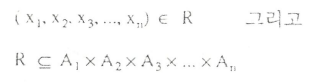 ( x₁, x₂. x₃, ..., xₙ) ∈ R 그리고
R ⊆ A₁ × A₂ × A₃ × ... × Aₙ